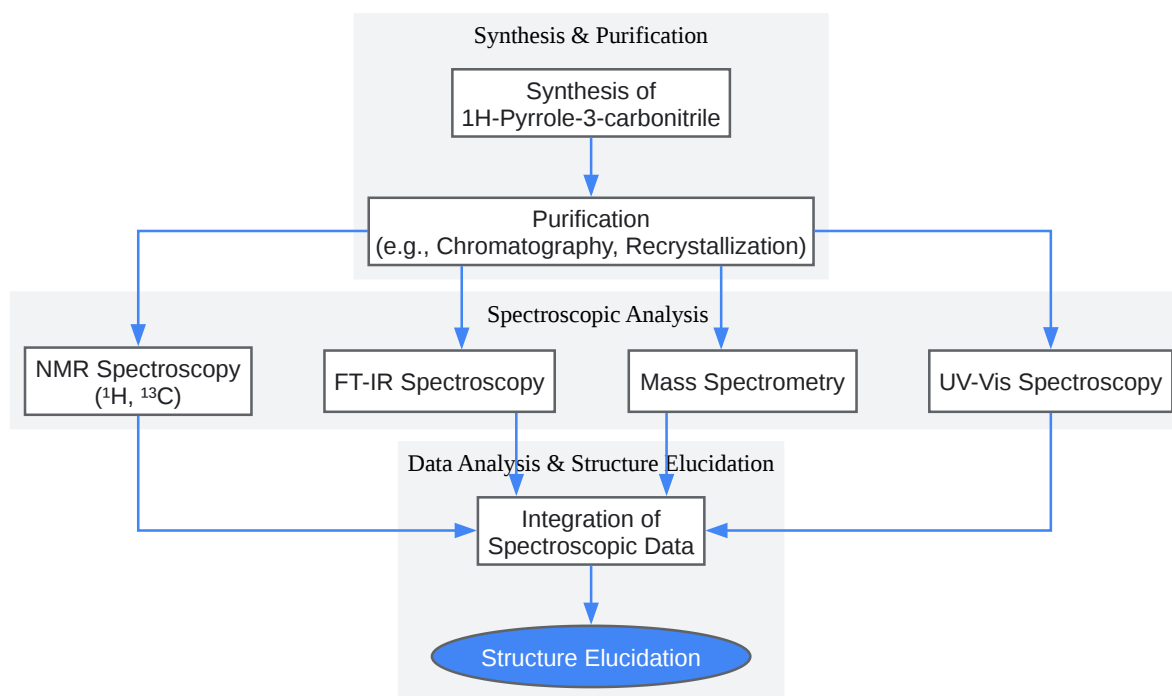 Synthesis & Purification
Synthesis of
1H-Pyrrole-3-carbonitrile
Purification
(e.g., Chromatography, Recrystallization)
Spectroscopic Analysis
NMR Spectroscopy
(¹H, ¹³C)
FT-IR Spectroscopy
Mass Spectrometry
UV-Vis Spectroscopy
Data Analysis & Structure Elucidation
Integration of
Spectroscopic Data
Structure Elucidation